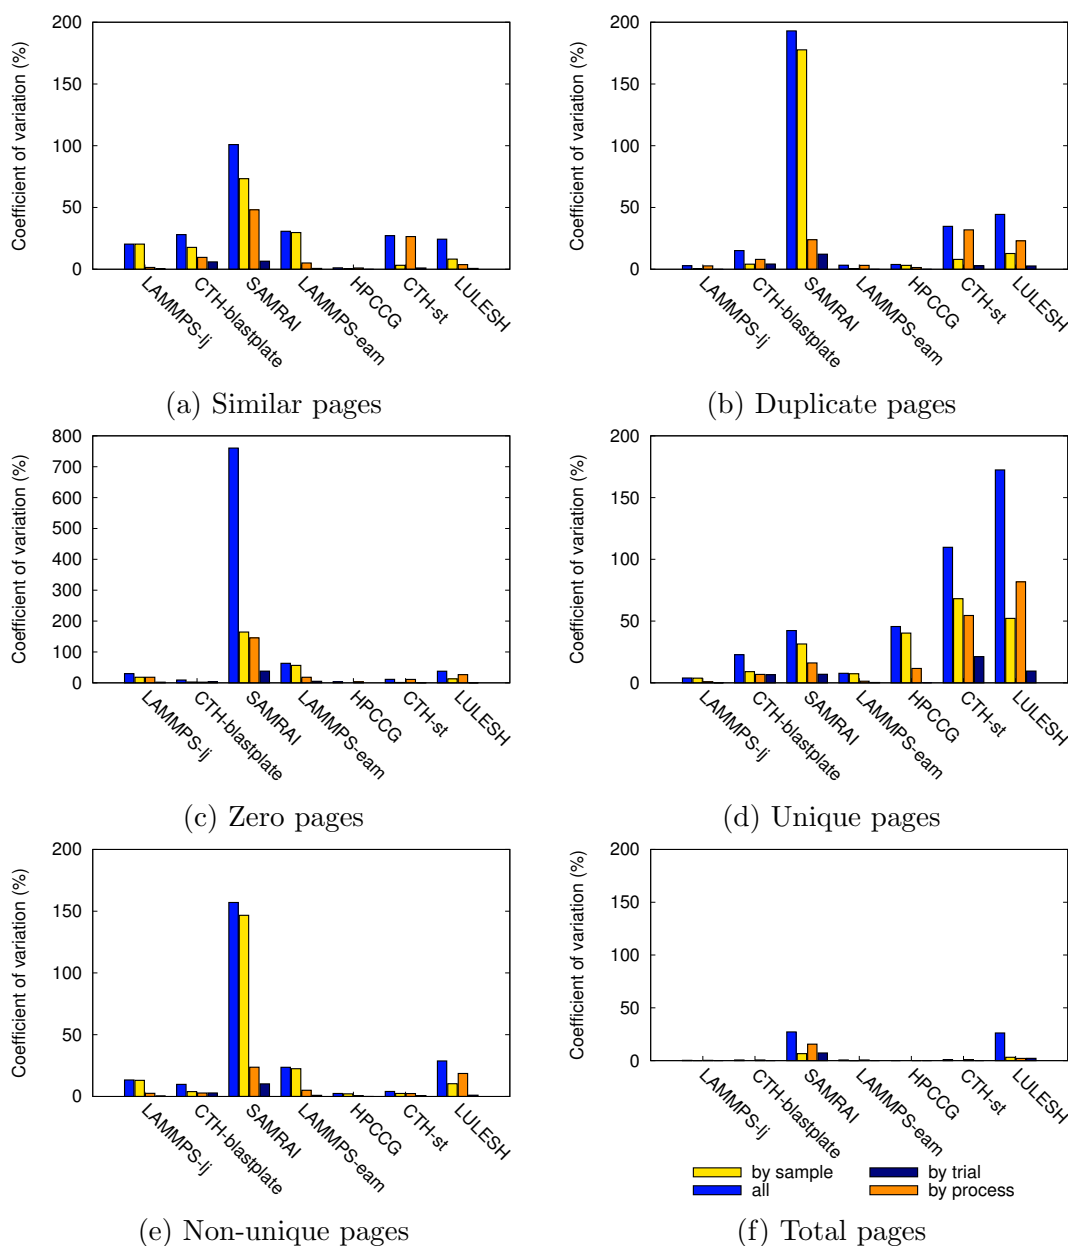 Coefficient of variation (%)
200
150
100
50
0
LAMMPS-lj
CTH-blastplate
SAMRAI
LAMMPS-eam
HPCCG
CTH-st
LULESH
(a) Similar pages
Coefficient of variation (%)
200
150
100
50
0
LAMMPS-lj
CTH-blastplate
SAMRAI
LAMMPS-eam
HPCCG
CTH-st
LULESH
(b) Duplicate pages
Coefficient of variation (%)
800
700
600
500
400
300
200
100
0
LAMMPS-lj
CTH-blastplate
SAMRAI
LAMMPS-eam
HPCCG
CTH-st
LULESH
(c) Zero pages
Coefficient of variation (%)
200
150
100
50
0
LAMMPS-lj
CTH-blastplate
SAMRAI
LAMMPS-eam
HPCCG
CTH-st
LULESH
(d) Unique pages
Coefficient of variation (%)
200
150
100
50
0
LAMMPS-lj
CTH-blastplate
SAMRAI
LAMMPS-eam
HPCCG
CTH-st
LULESH
(e) Non-unique pages
Coefficient of variation (%)
200
150
100
50
0
LAMMPS-lj
CTH-blastplate
SAMRAI
LAMMPS-eam
HPCCG
CTH-st
LULESH
by sample
all
by trial
by process
(f) Total pages